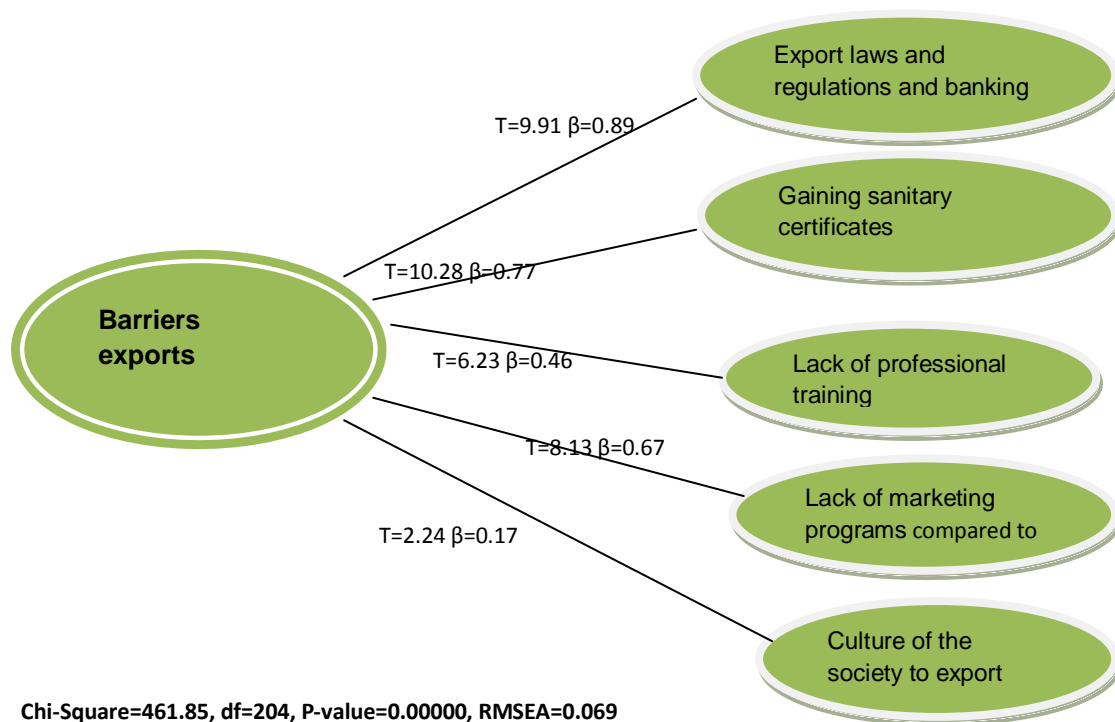 Export laws and
regulations and banking
T=9.91 β=0.89
Gaining sanitary
certificates
T=10.28 β=0.77
Barriers
exports
T=6.23 β=0.46
Lack of professional
training
T=8.13 β=0.67
Lack of marketing
programs compared to
T=2.24 β=0.17
Culture of the
society to export
Chi-Square=461.85, df=204, P-value=0.00000, RMSEA=0.069